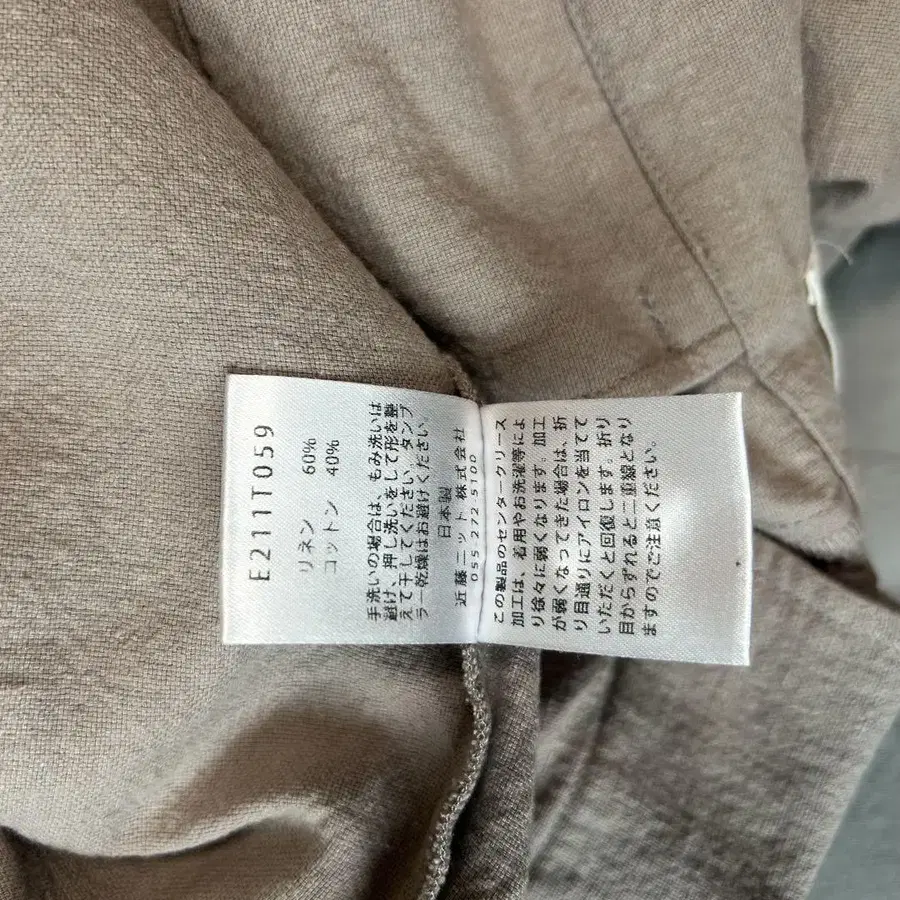 E211T059
リネン 60%
コットン 40%
手洗いの場合は、もみ洗いは
避け、押し洗いをして形を整
えて干してください。タンブ
ラー乾燥はお避けください。
日本製
近藤ニット株式会社
055 272 5100
この製品のセンタークリース
加工は、着用やお洗濯等によ
り徐々に弱くなります。加工
が弱くなってきた場合は、折
り目通りにアイロンを当てて
いただくと回復します。折り
目からずれると二重線となり
ますのでご注意ください。